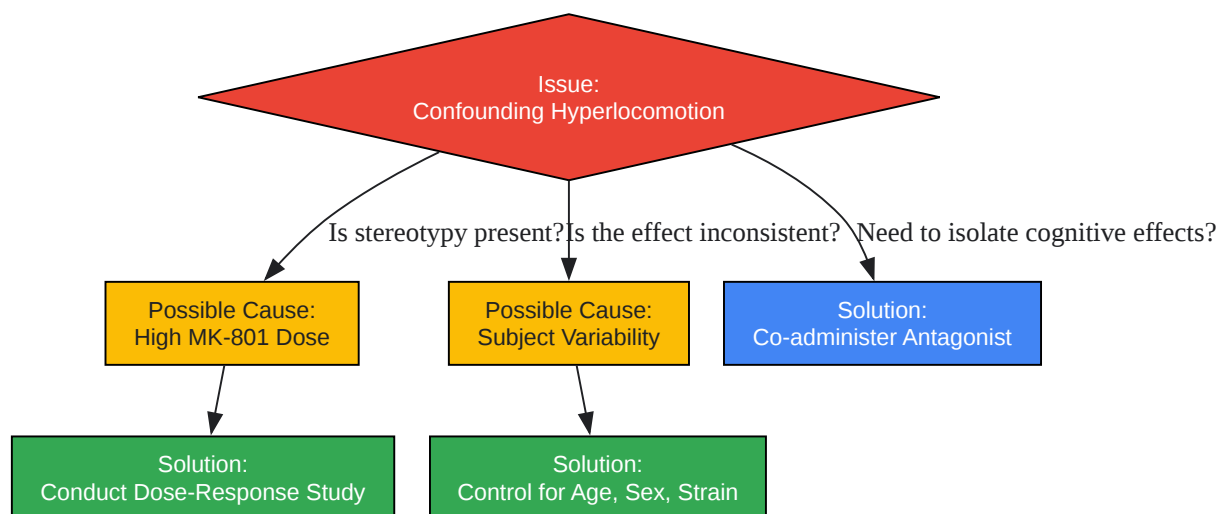 Issue:
Confounding Hyperlocomotion
Is stereotypy present?
Is the effect inconsistent?
Need to isolate cognitive effects?
Possible Cause:
High MK-801 Dose
Possible Cause:
Subject Variability
Solution:
Co-administer Antagonist
Solution:
Conduct Dose-Response Study
Solution:
Control for Age, Sex, Strain